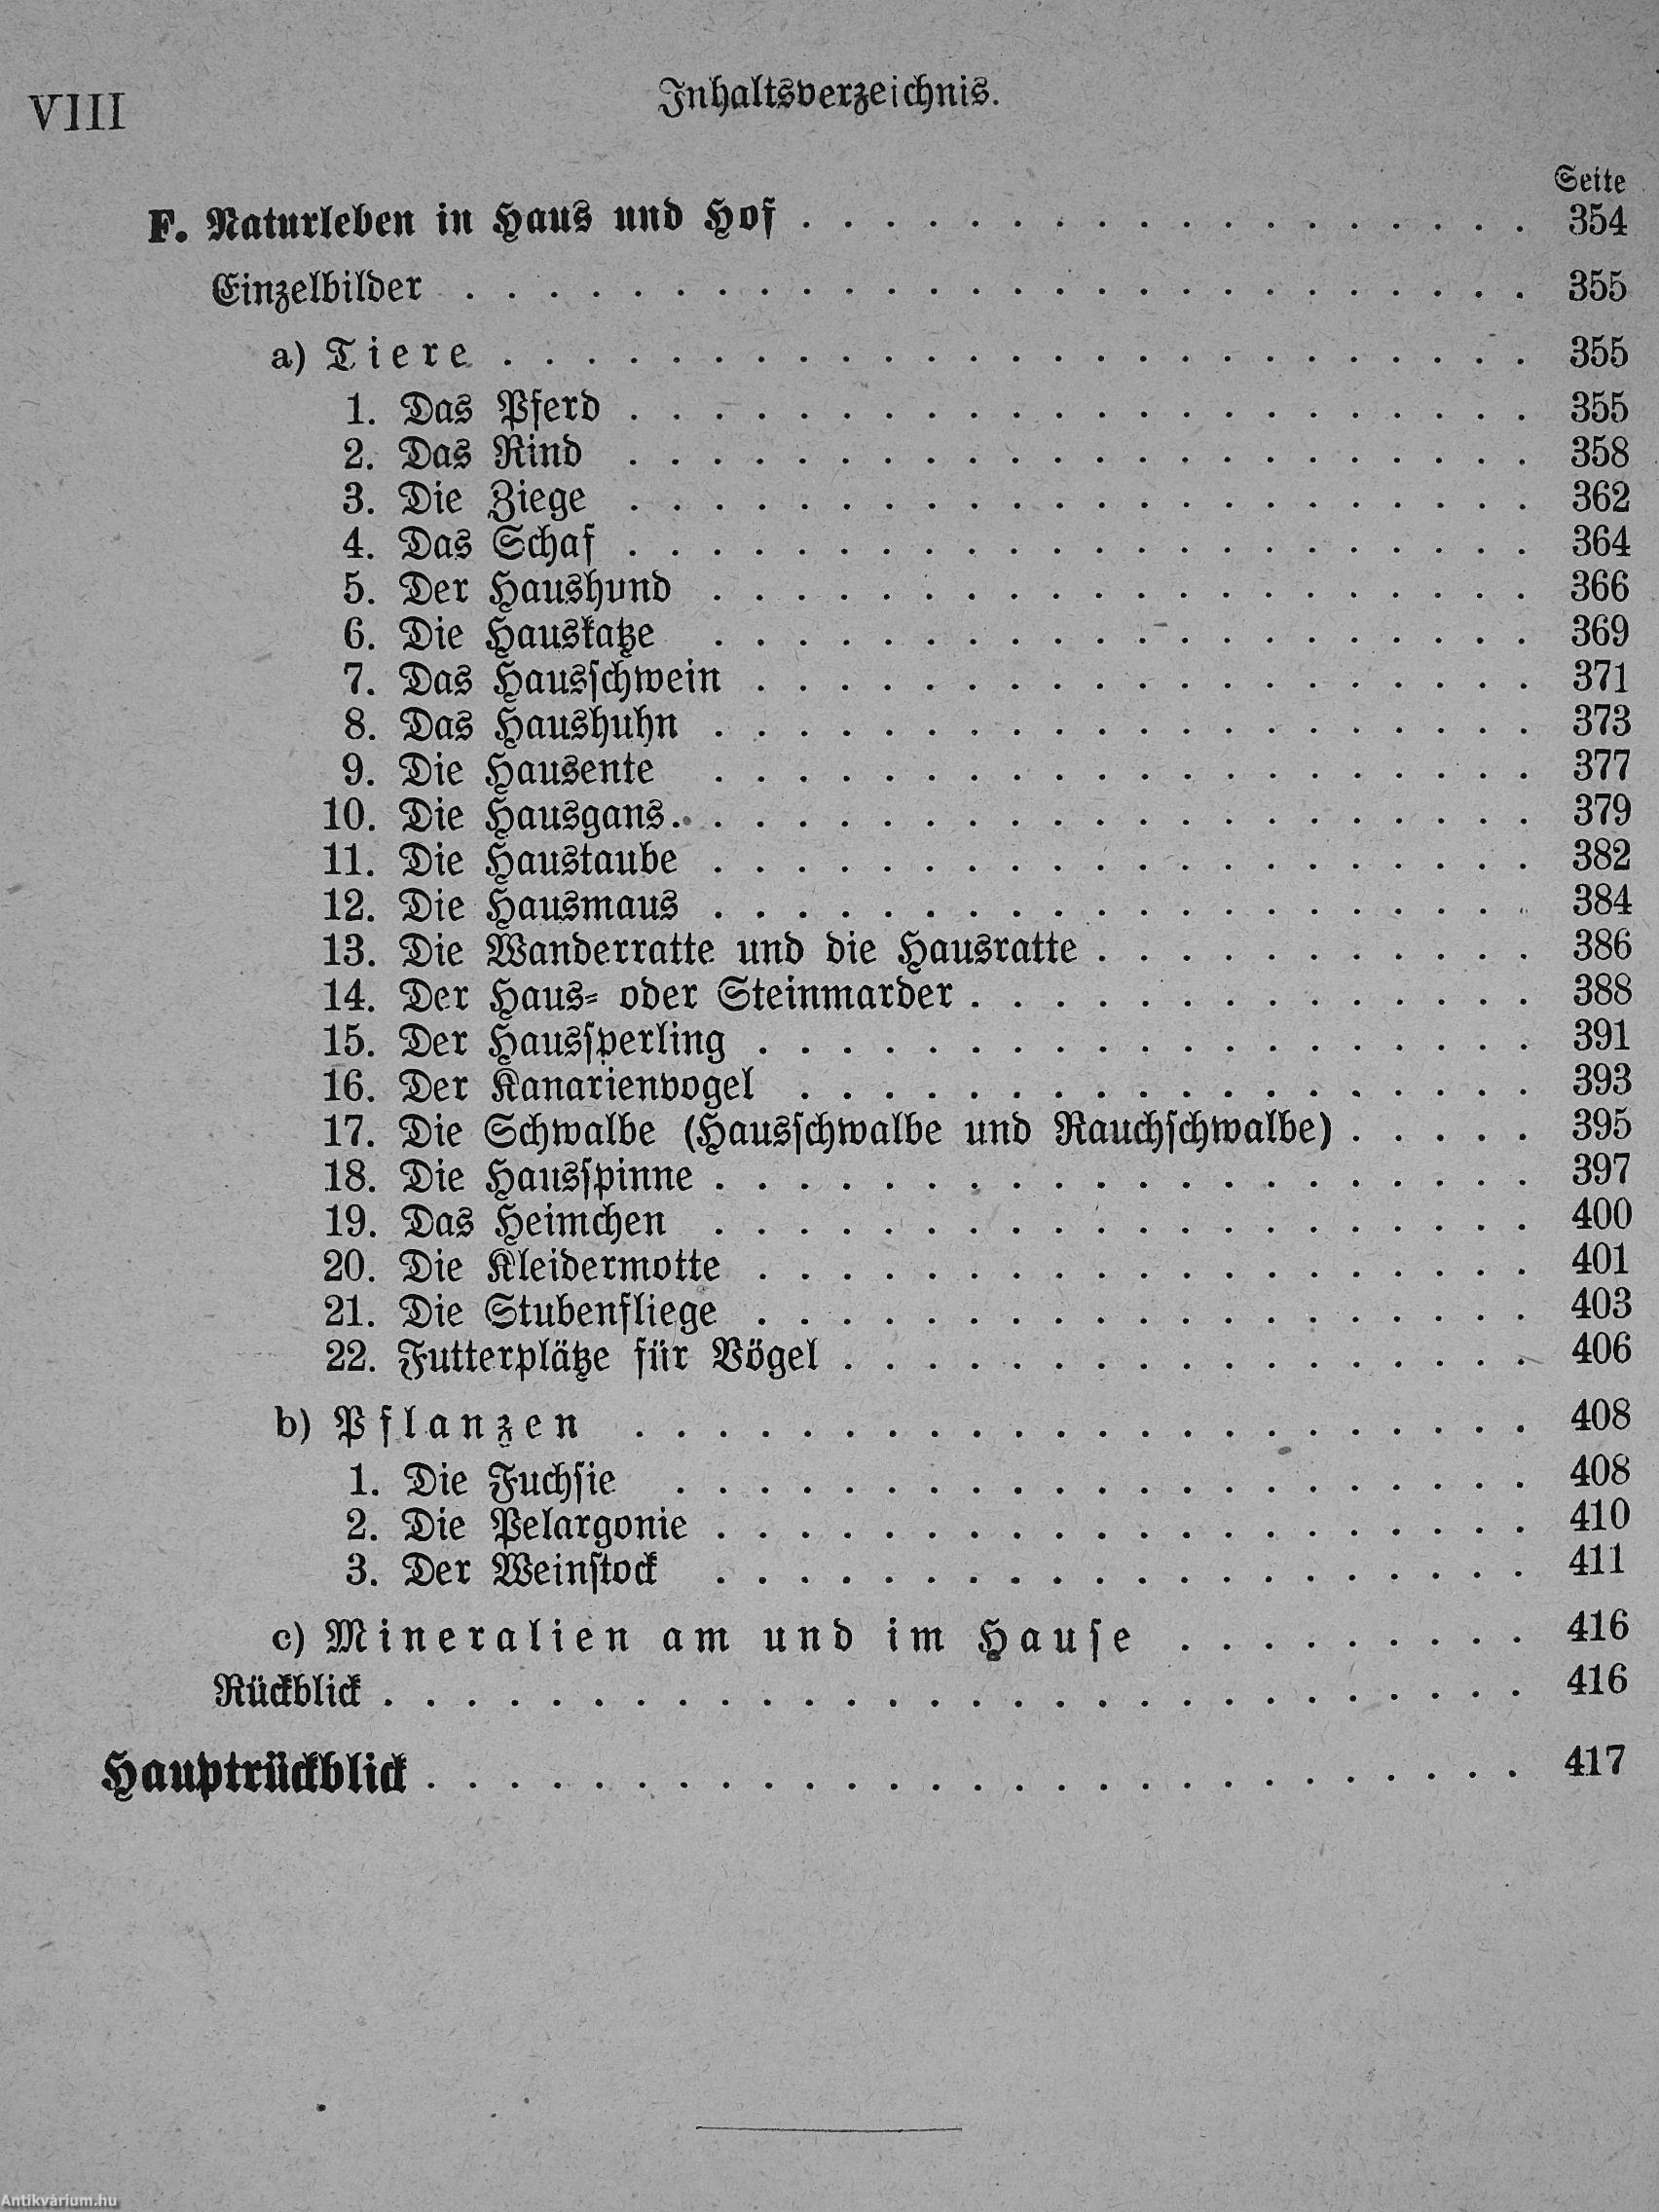 VIII
Inhaltsverzeichnis.
Seite
F. Naturleben in Haus und Hof . . . . . . . . . . . . . . . . . . 354
Einzelbilder . . . . . . . . . . . . . . . . . . . . . . . . . . 355
a) Tiere . . . . . . . . . . . . . . . . . . . . . . . . . 355
1. Das Pferd . . . . . . . . . . . . . . . . . . . . . . 355
2. Das Rind . . . . . . . . . . . . . . . . . . . . . . 358
3. Die Ziege . . . . . . . . . . . . . . . . . . . . . . 362
4. Das Schaf . . . . . . . . . . . . . . . . . . . . . . 364
5. Der Haushund . . . . . . . . . . . . . . . . . . . . 366
6. Die Hauskatze . . . . . . . . . . . . . . . . . . . . 369
7. Das Hausſchwein . . . . . . . . . . . . . . . . . . . 371
8. Das Haushuhn . . . . . . . . . . . . . . . . . . . . 373
9. Die Hausente . . . . . . . . . . . . . . . . . . . . 377
10. Die Hausgans . . . . . . . . . . . . . . . . . . . . . 379
11. Die Haustaube . . . . . . . . . . . . . . . . . . . . 382
12. Die Hausmaus . . . . . . . . . . . . . . . . . . . . 384
13. Die Wanderratte und die Hausratte . . . . . . . . . . . 386
14. Der Haus- oder Steinmarder . . . . . . . . . . . . . . 388
15. Der Hausſperling . . . . . . . . . . . . . . . . . . . 391
16. Der Kanarienvogel . . . . . . . . . . . . . . . . . . 393
17. Die Schwalbe (Hausſchwalbe und Rauchſchwalbe) . . . . . 395
18. Die Hausſpinne . . . . . . . . . . . . . . . . . . . . 397
19. Das Heimchen . . . . . . . . . . . . . . . . . . . . 400
20. Die Kleidermotte . . . . . . . . . . . . . . . . . . . 401
21. Die Stubenfliege . . . . . . . . . . . . . . . . . . . 403
22. Futterplätze für Vögel . . . . . . . . . . . . . . . . . 406
b) Pflanzen . . . . . . . . . . . . . . . . . . . . . . 408
1. Die Fuchſie . . . . . . . . . . . . . . . . . . . . . 408
2. Die Pelargonie . . . . . . . . . . . . . . . . . . . . 410
3. Der Weinſtock . . . . . . . . . . . . . . . . . . . . 411
c) Mineralien am und im Hauſe . . . . . . . . . 416
Rückblick . . . . . . . . . . . . . . . . . . . . . . . . . . . . 416
Hauptrückblick . . . . . . . . . . . . . . . . . . . . . . . . . . . 417
Antikvárium.hu